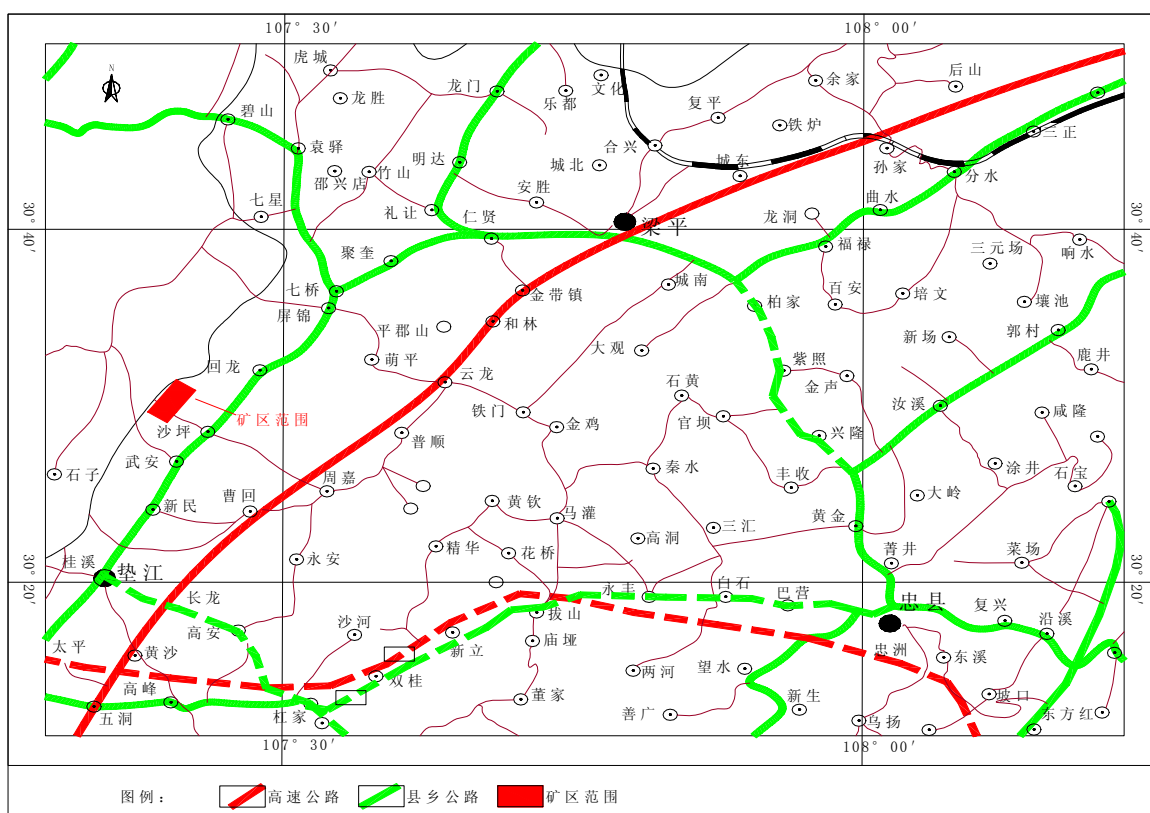 107° 30′
108° 00′
虎城
龙胜
龙门
乐都
文化
复平
余家
后山
N
碧山
袁驿
铁炉
三正
合兴
城北
城东
孙家
分水
明达
邵兴店
竹山
安胜
七星
礼让
仁贤
梁平
龙洞
曲水
30° 40′
30° 40′
聚奎
福禄
三元场
响水
七桥
屏锦
金带镇
城南
柏家
百安
培文
壤池
平郡山
和林
新场
郭村
萌平
大观
紫照
金声
鹿井
回龙
云龙
石黄
矿区范围
铁门
金鸡
官坝
汝溪
咸隆
沙坪
普顺
兴隆
武安
石子
周嘉
秦水
丰收
涂井
石宝
新民
曹回
黄钦
马灌
大岭
三汇
黄金
高洞
精华
花桥
永安
菁井
菜场
桂溪
垫江
30° 20′
30° 20′
长龙
永丰
白石
巴营
忠县
复兴
高安
沙河
拔山
沿溪
太平
黄沙
新立
庙垭
忠洲
东溪
双桂
两河
望水
高峰
董家
新生
坡口
五洞
杜家
善广
乌扬
东方红
107° 30′
108° 00′
图例：
高速公路
县乡公路
矿区范围